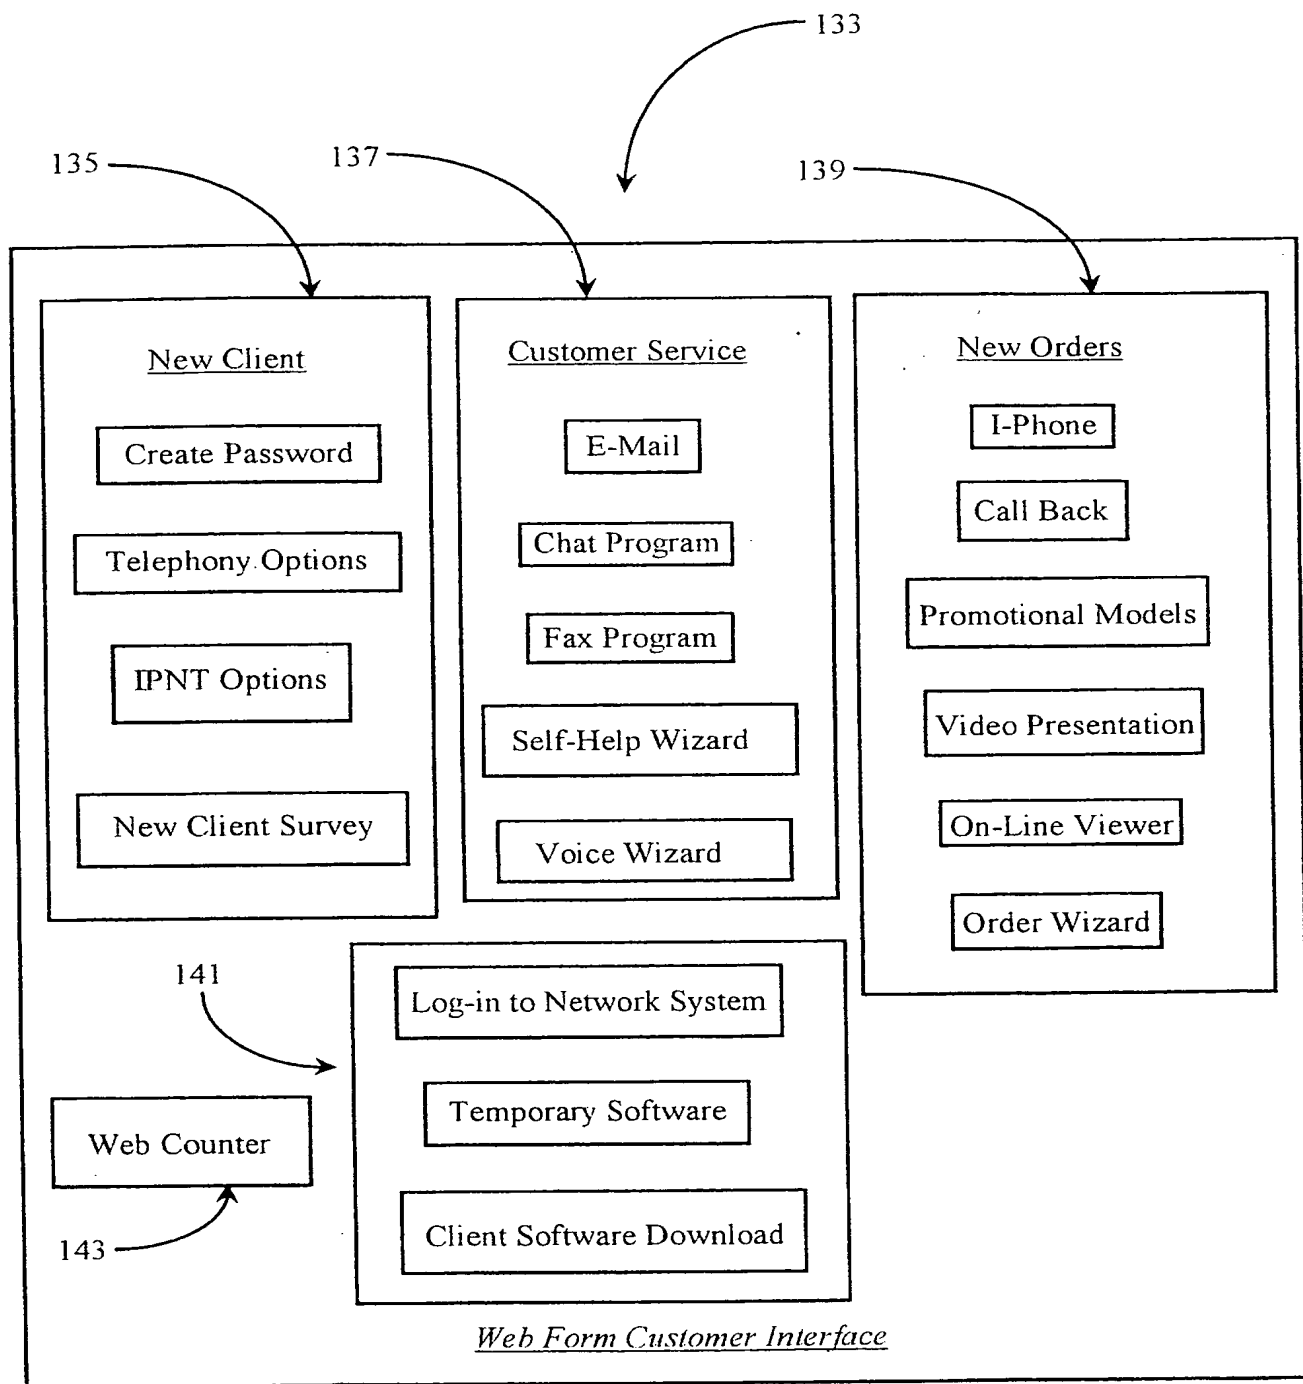 133
135
137
139
New Client
Create Password
Telephony Options
IPNT Options
New Client Survey
Customer Service
E-Mail
Chat Program
Fax Program
Self-Help Wizard
Voice Wizard
New Orders
I-Phone
Call Back
Promotional Models
Video Presentation
On-Line Viewer
Order Wizard
141
Log-in to Network System
Temporary Software
Client Software Download
Web Counter
143
Web Form Customer Interface